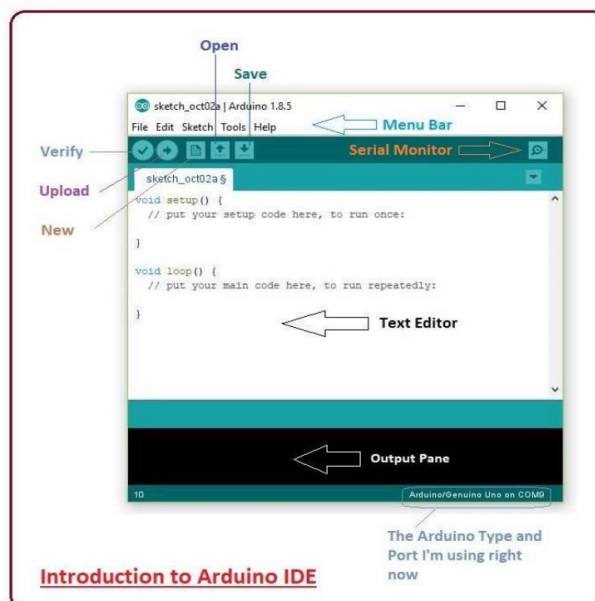 Open
Save
sketch_oct02a | Arduino 1.8.5
File Edit Sketch Tools Help
Menu Bar
Verify
Serial Monitor
Upload
sketch_oct02a §
New
void setup() {
// put your setup code here, to run once:
}
void loop() {
// put your main code here, to run repeatedly:
}
Text Editor
Output Pane
10
Arduino/Genuino Uno on COM9
The Arduino Type and
Port I'm using right
now
Introduction to Arduino IDE